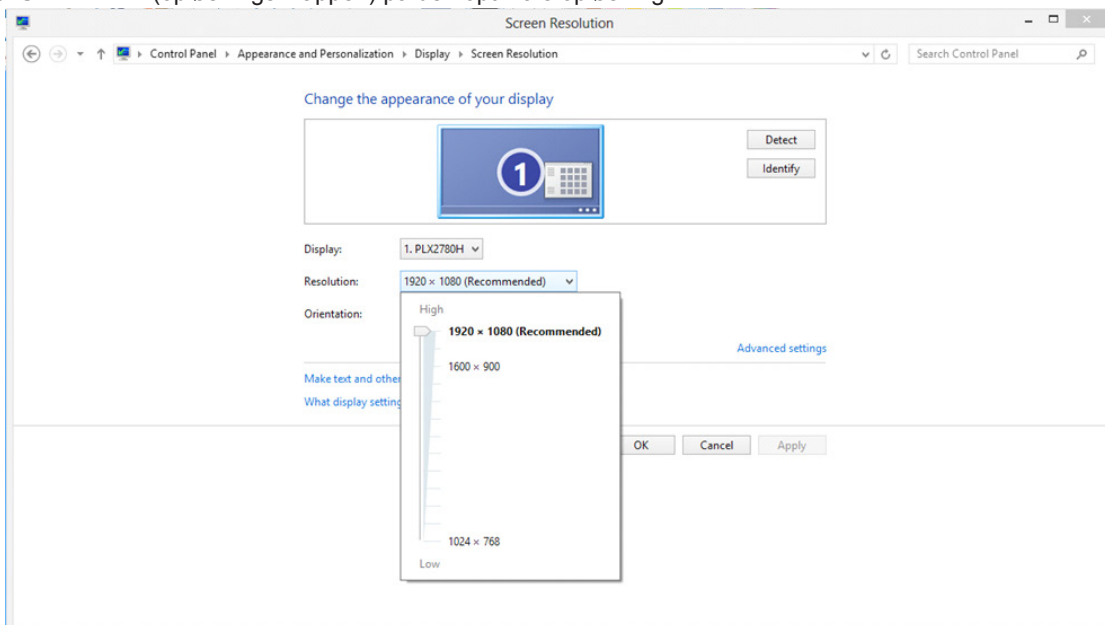 Screen Resolution
Control Panel ▸ Appearance and Personalization ▸ Display ▸ Screen Resolution
Search Control Panel
Change the appearance of your display
1
Detect
Identify
Display: 1. PLX2780H
Resolution: 1920 × 1080 (Recommended)
Orientation:
High
1920 × 1080 (Recommended)
1600 × 900
1024 × 768
Low
Advanced settings
Make text and other
What display setting
OK Cancel Apply